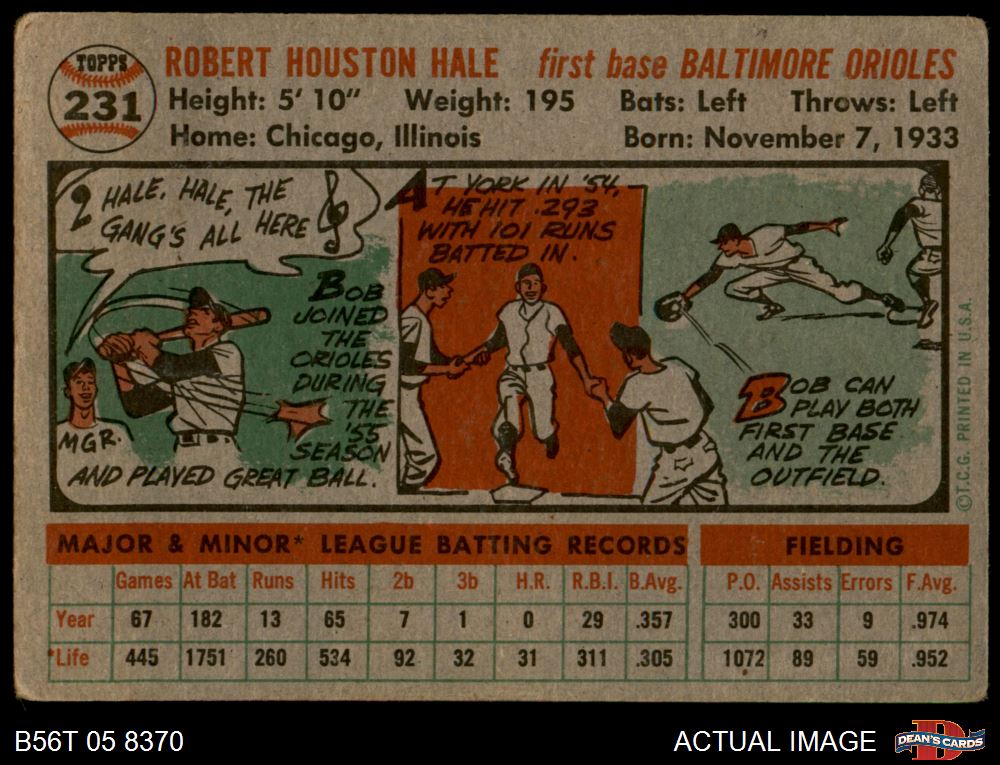 TOPPS
231
ROBERT HOUSTON HALE first base BALTIMORE ORIOLES
Height: 5' 10" Weight: 195 Bats: Left Throws: Left
Home: Chicago, Illinois Born: November 7, 1933
HALE, HALE, THE
GANG'S ALL HERE
MGR.
BOB
JOINED
THE
ORIOLES
DURING
THE
'55
SEASON
AND PLAYED GREAT BALL.
AT YORK IN '54,
HE HIT .293
WITH 101 RUNS
BATTED IN.
BOB CAN
PLAY BOTH
FIRST BASE
AND THE
OUTFIELD.
©T.C.G. PRINTED IN U.S.A.
MAJOR & MINOR* LEAGUE BATTING RECORDS FIELDING
Games At Bat Runs Hits 2b 3b H.R. R.B.I. B.Avg. P.O. Assists Errors F.Avg.
Year 67 182 13 65 7 1 0 29 .357 300 33 9 .974
*Life 445 1751 260 534 92 32 31 311 .305 1072 89 59 .952
B56T 05 8370 ACTUAL IMAGE
DEAN'S CARDS